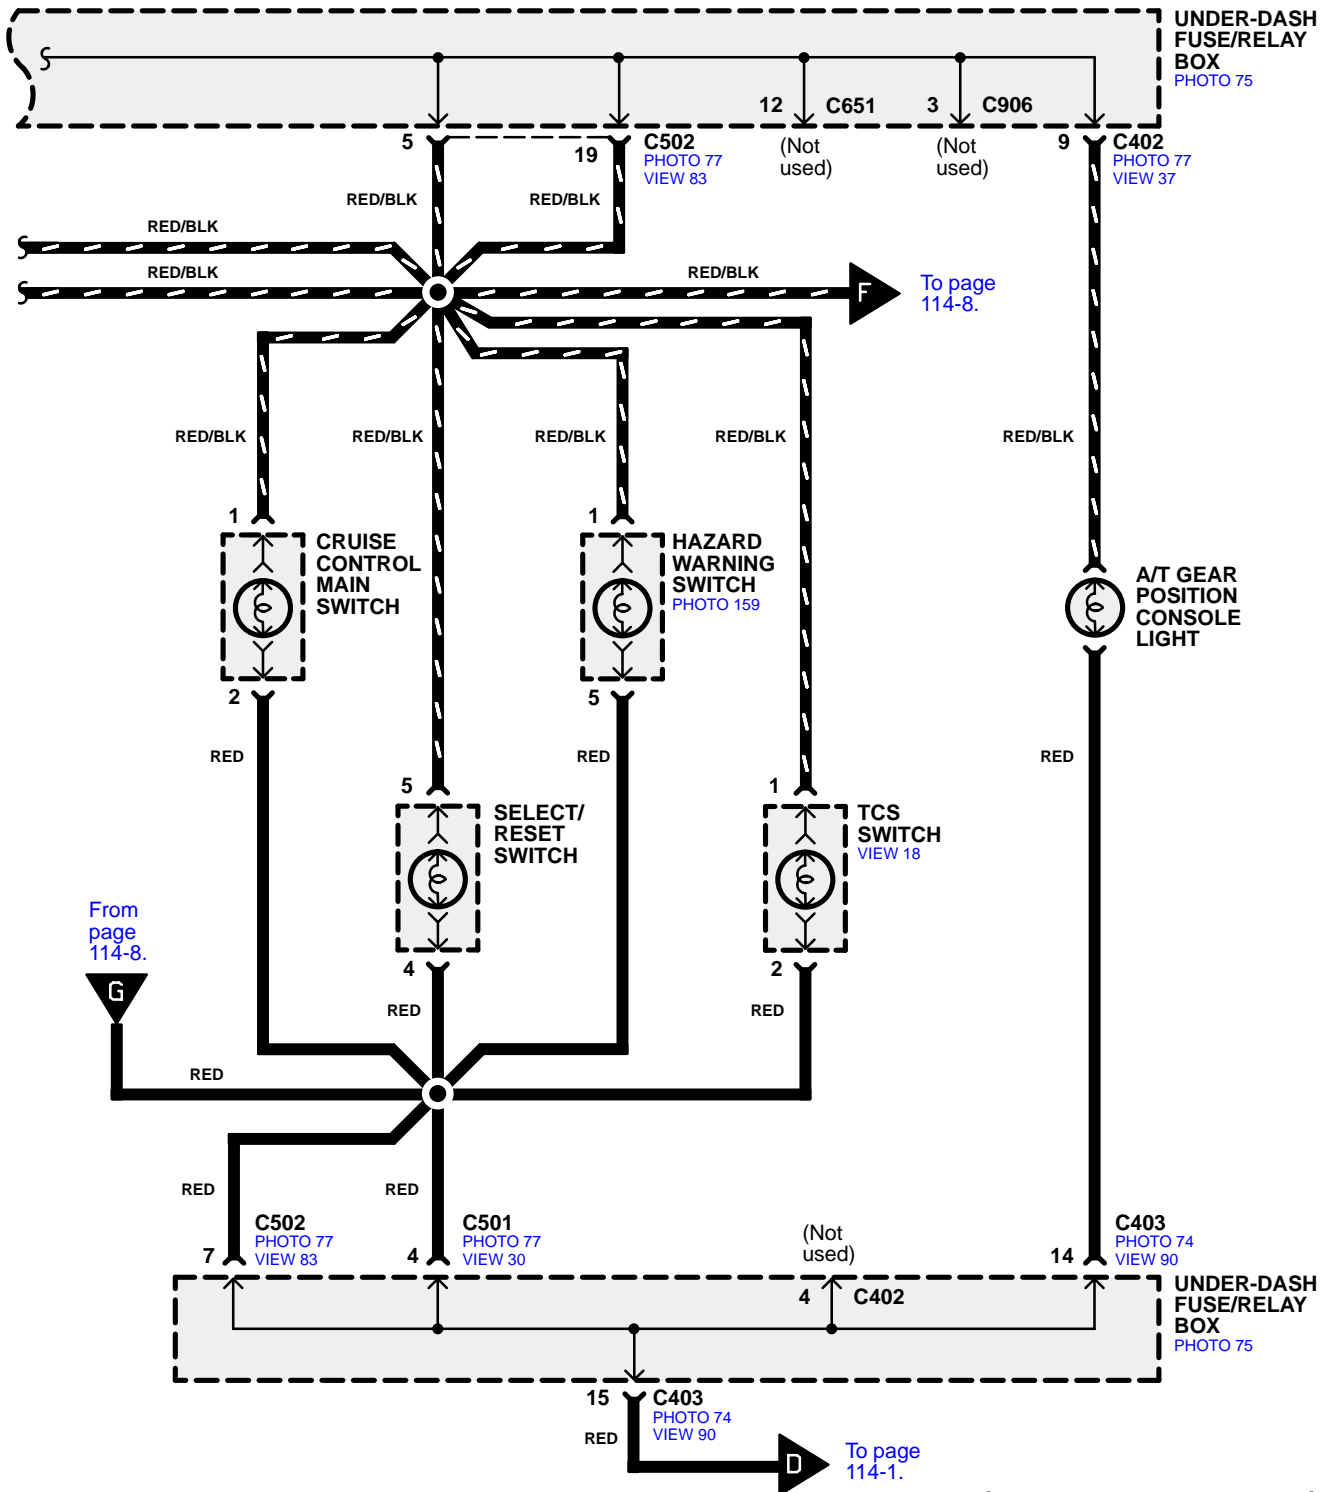 UNDER-DASH
FUSE/RELAY
BOX
PHOTO 75
12 C651
3 C906
5
19
C502
PHOTO 77
VIEW 83
(Not
used)
(Not
used)
9
C402
PHOTO 77
VIEW 37
RED/BLK
RED/BLK
RED/BLK
RED/BLK
RED/BLK
F
To page
114-8.
RED/BLK
RED/BLK
RED/BLK
RED/BLK
RED/BLK
1
CRUISE
CONTROL
MAIN
SWITCH
2
1
HAZARD
WARNING
SWITCH
PHOTO 159
5
A/T GEAR
POSITION
CONSOLE
LIGHT
RED
RED
RED
5
SELECT/
RESET
SWITCH
4
1
TCS
SWITCH
VIEW 18
2
From
page
114-8.
G
RED
RED
RED
RED
RED
7
C502
PHOTO 77
VIEW 83
4
C501
PHOTO 77
VIEW 30
(Not
used)
14
C403
PHOTO 74
VIEW 90
4 C402
UNDER-DASH
FUSE/RELAY
BOX
PHOTO 75
15
C403
PHOTO 74
VIEW 90
RED
D
To page
114-1.